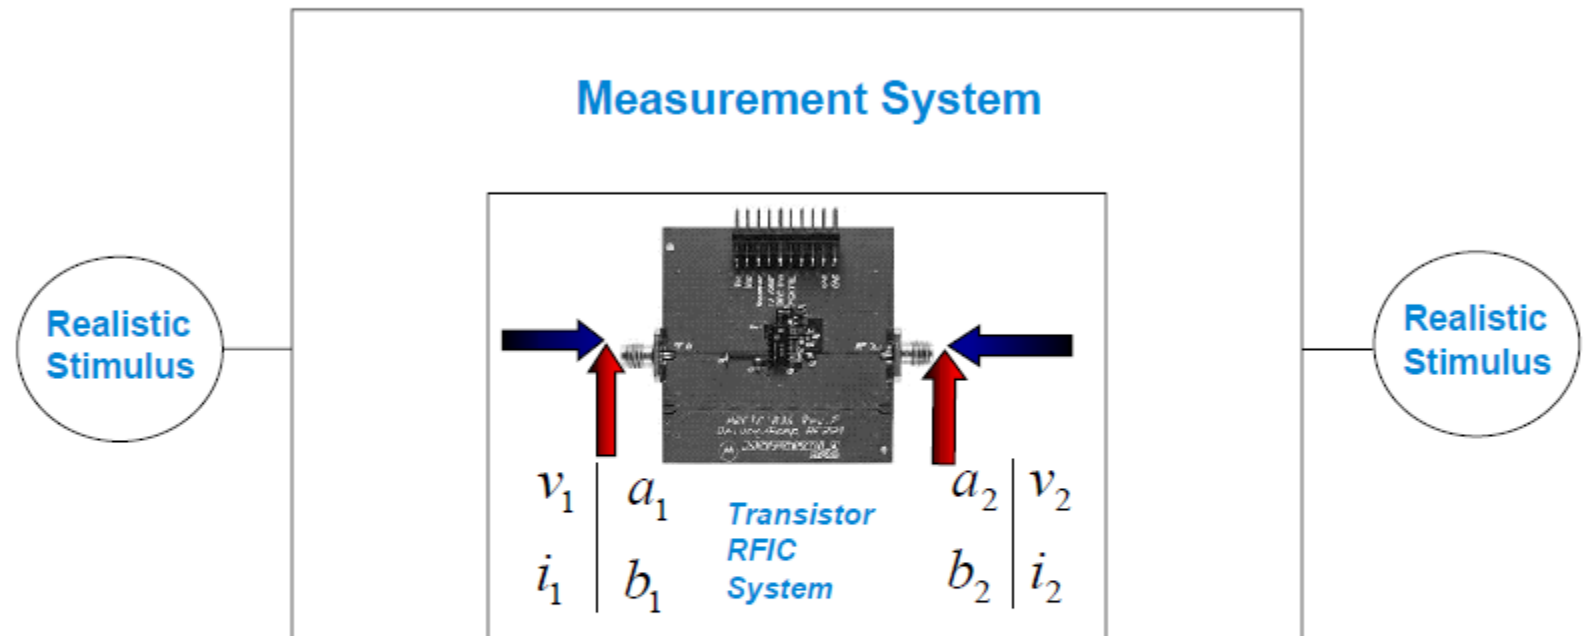 Measurement System
Realistic
Stimulus
Realistic
Stimulus
v₁ a₁
i₁ b₁
Transistor
RFIC
System
a₂ v₂
b₂ i₂